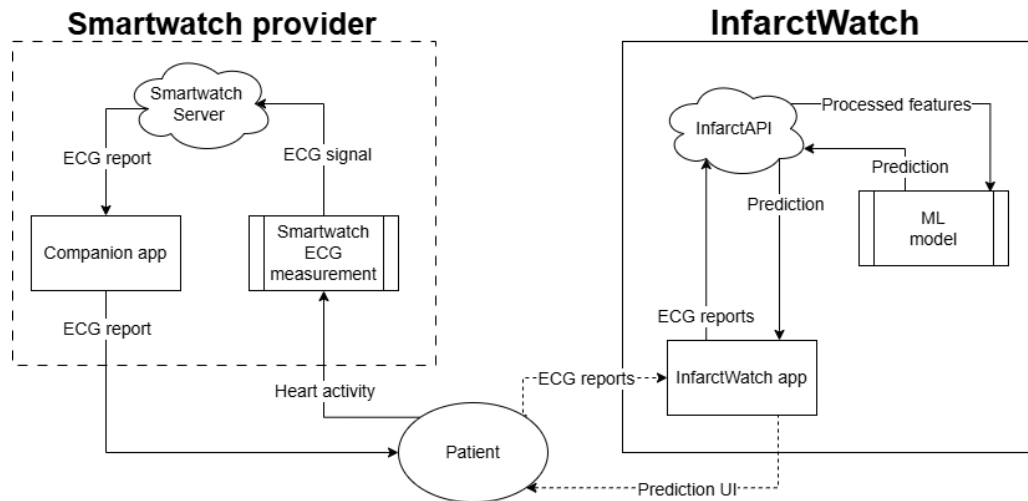 Smartwatch provider
InfarctWatch
Smartwatch
Server
ECG report
ECG signal
Companion app
Smartwatch
ECG
measurement
ECG report
Heart activity
Patient
InfarctAPI
Processed features
Prediction
Prediction
ML
model
ECG reports
InfarctWatch app
ECG reports
Prediction UI